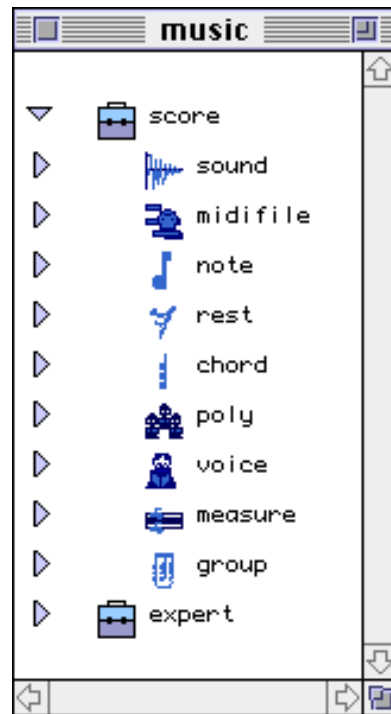 music
score
sound
midifile
note
rest
chord
poly
voice
measure
group
expert